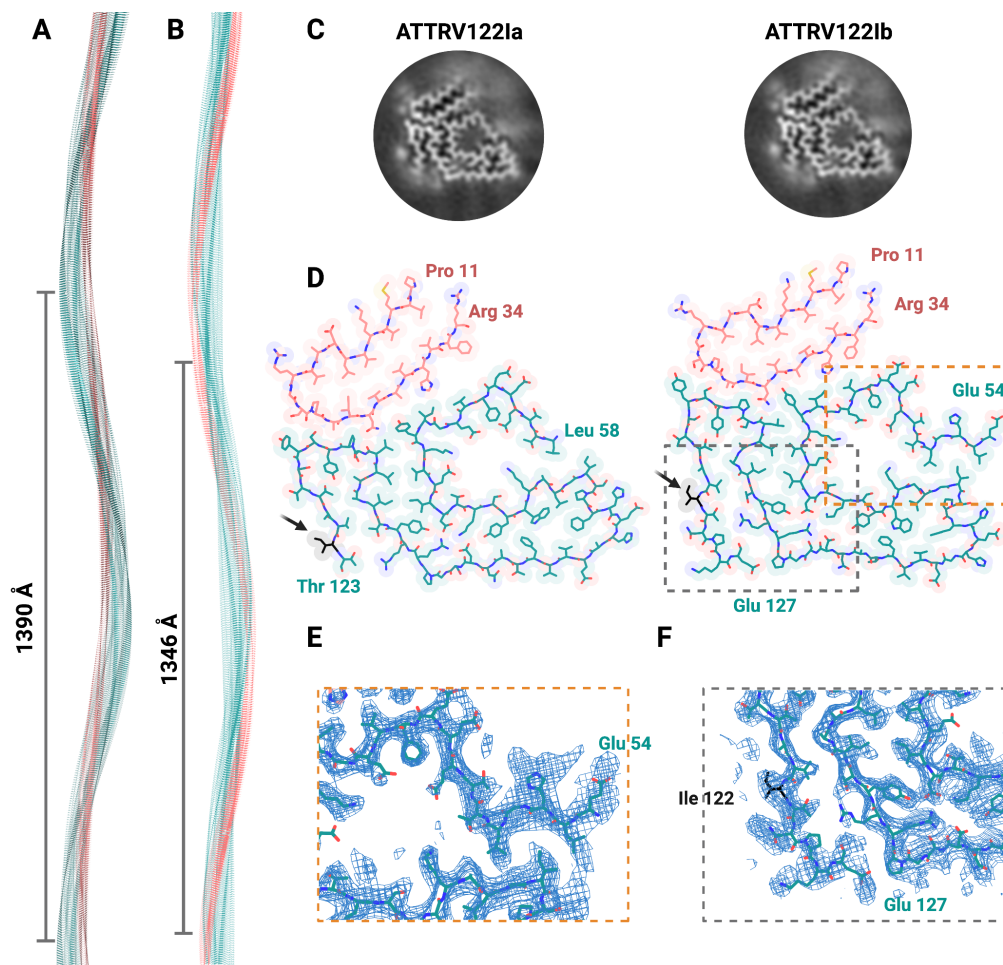 A
B
C
ATTRV122Ia
ATTRV122Ib
D
Pro 11
Arg 34
Leu 58
Thr 123
Pro 11
Arg 34
Glu 54
Glu 127
1390 Å
1346 Å
E
Glu 54
F
Ile 122
Glu 127